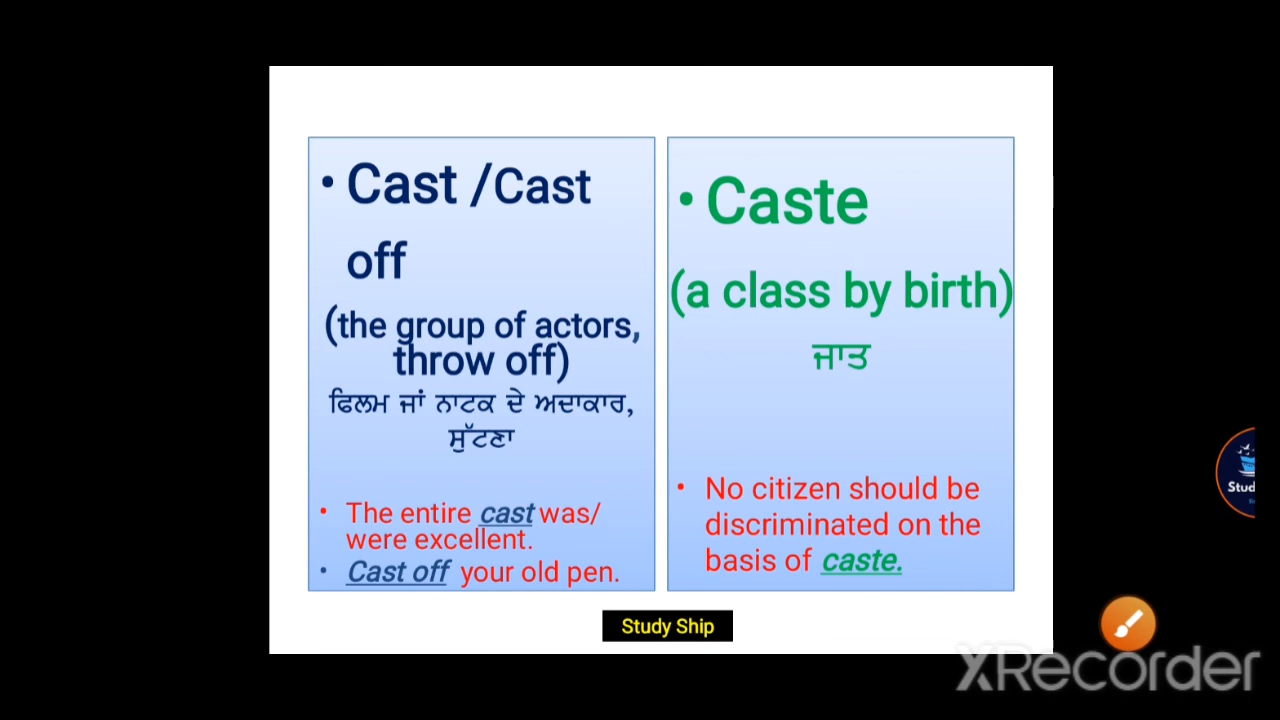 • Cast /Cast
off
(the group of actors,
throw off)
ਫਿਲਮ ਜਾਂ ਨਾਟਕ ਦੇ ਅਦਾਕਾਰ,
ਸੁੱਟਣਾ
• The entire cast was/
were excellent.
• Cast off your old pen.
• Caste
(a class by birth)
ਜਾਤ
• No citizen should be
discriminated on the
basis of caste.
Study Ship
Stud
XRecorder